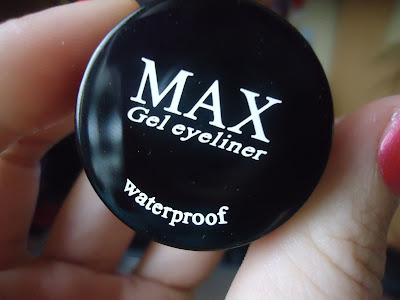 MAX
Gel eyeliner
waterproof